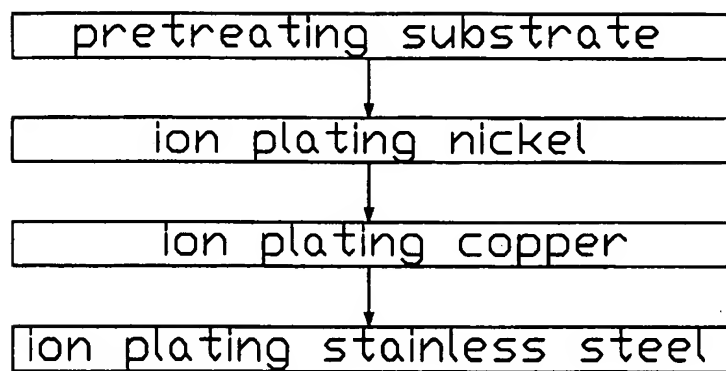 pretreating substrate
ion plating nickel
ion plating copper
ion plating stainless steel